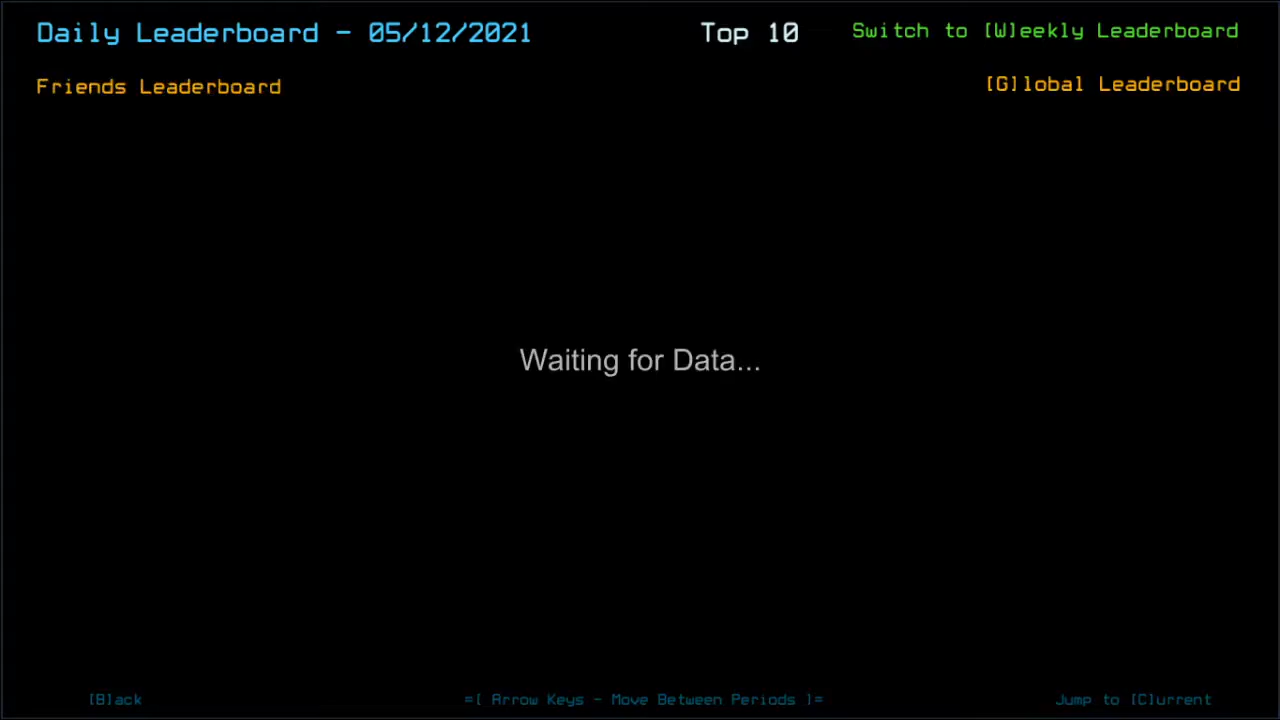 Daily Leaderboard - 05/12/2021
Top 10
Switch to [W]eekly Leaderboard
Friends Leaderboard
[G]lobal Leaderboard
Waiting for Data...
[B]ack
=[ Arrow Keys - Move Between Periods ]=
Jump to [C]urrent